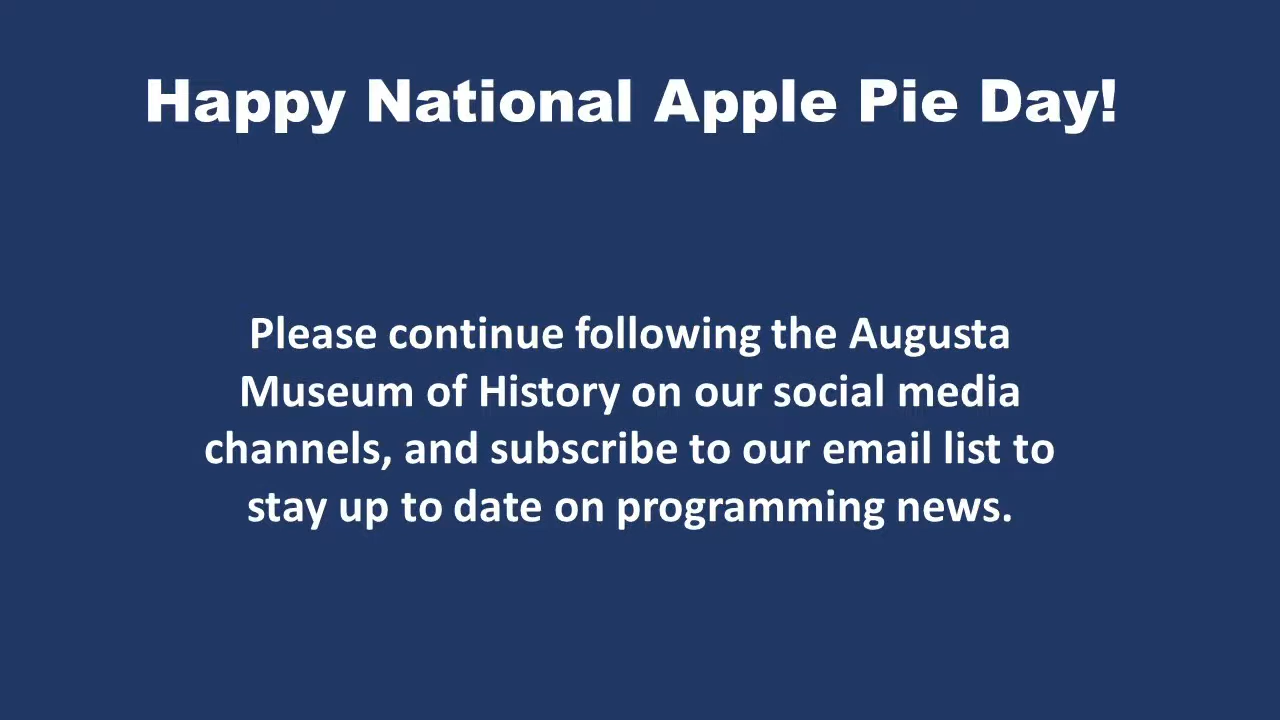 Happy National Apple Pie Day!
Please continue following the Augusta
Museum of History on our social media
channels, and subscribe to our email list to
stay up to date on programming news.